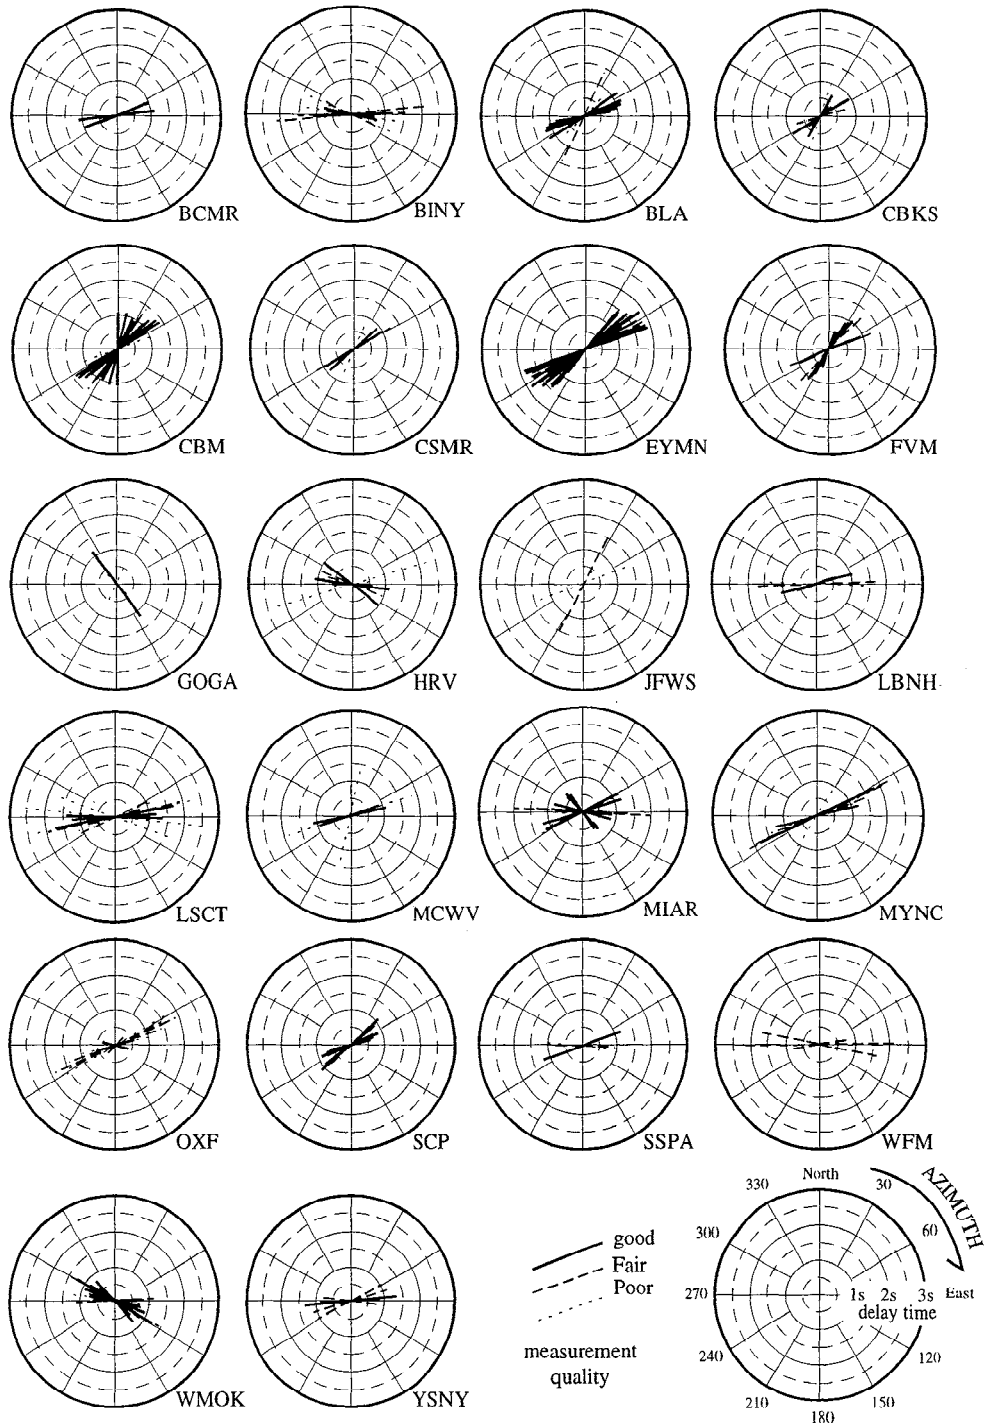 BCMR
BINY
BLA
CBKS
CBM
CSMR
EYMN
FVM
GOGA
HRV
JFWS
LBNH
LSCT
MCWV
MIAR
MYNC
OXF
SCP
SSPA
WFM
WMOK
YSNY
good
Fair
Poor
measurement
quality
North
330
30
AZIMUTH
300
60
270
1s 2s 3s East
delay time
240
120
210
150
180